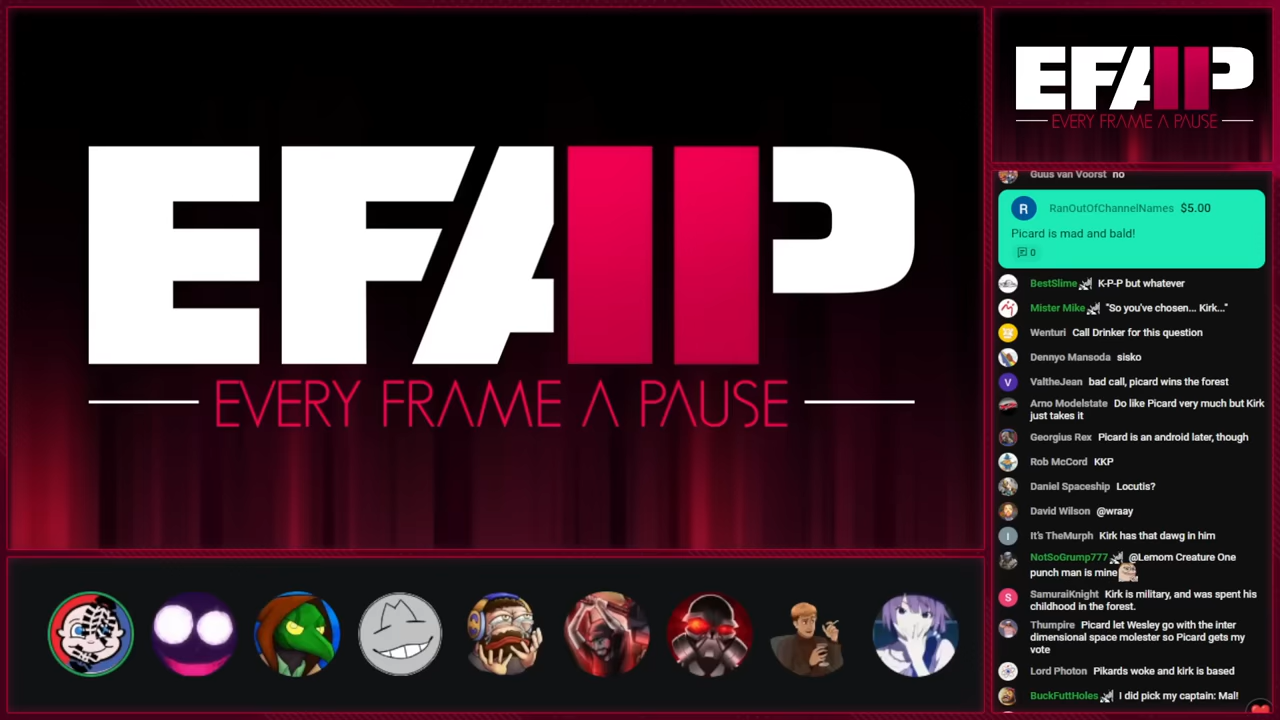 EFAP
EVERY FRAME A PAUSE
EFAP
EVERY FRAME A PAUSE
Guus van Voorst no
R
RanOutOfChannelNames $5.00
Picard is mad and bald!
0
BestSlime K-P-P but whatever
Mister Mike "So you've chosen... Kirk..."
Wenturi Call Drinker for this question
Dennyo Mansoda sisko
V ValtheJean bad call, picard wins the forest
Arno Modelstate Do like Picard very much but Kirk
just takes it
Georgius Rex Picard is an android later, though
Rob McCord KKP
Daniel Spaceship Locutis?
David Wilson @wraay
I It's TheMurph Kirk has that dawg in him
NotSoGrump777 @Lemom Creature One
punch man is mine
S SamuraiKnight Kirk is military, and was spent his
childhood in the forest.
Thumpire Picard let Wesley go with the inter
dimensional space molester so Picard gets my
vote
Lord Photon Pikards woke and kirk is based
BuckFuttHoles I did pick my captain: Mal!